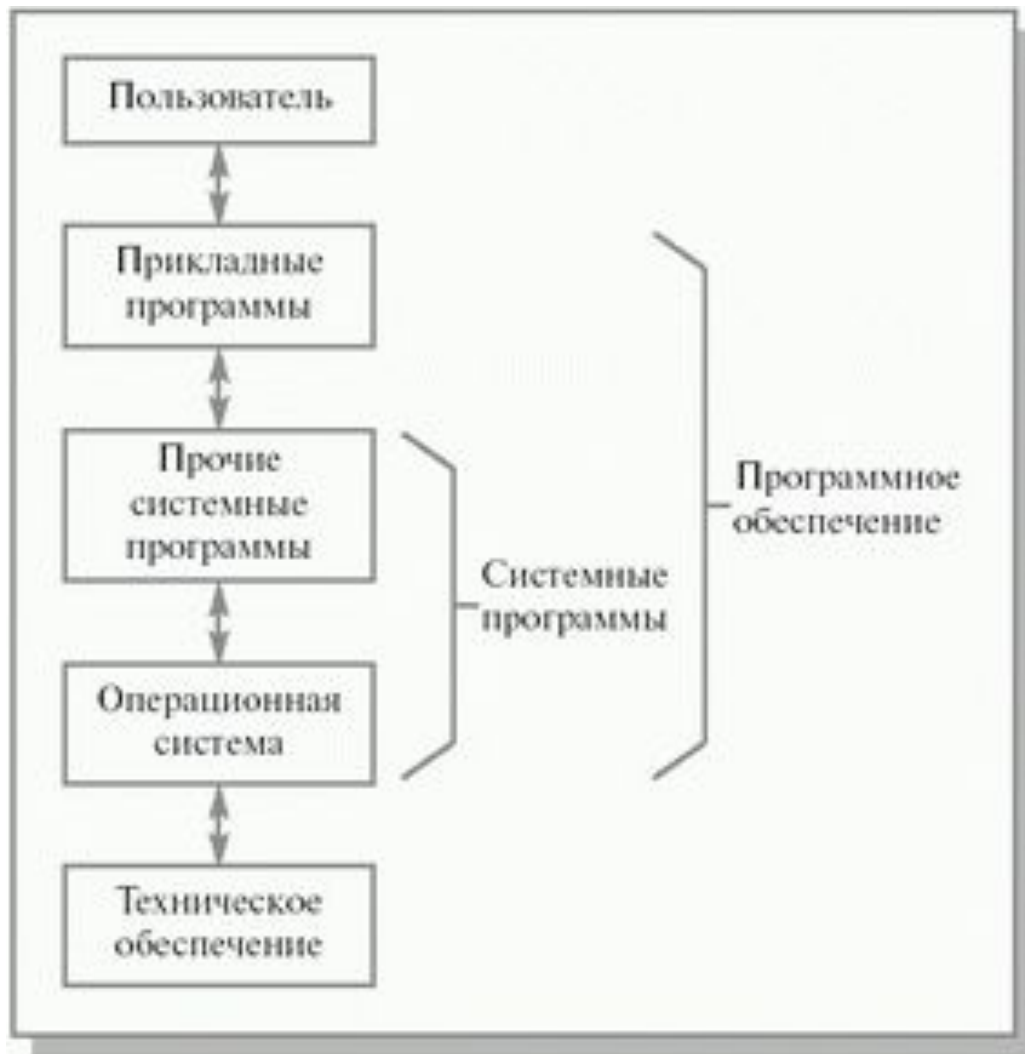 Пользователь
Прикладные
программы
Прочие
системные
программы
Операционная
система
Техническое
обеспечение
Системные
программы
Программное
обеспечение